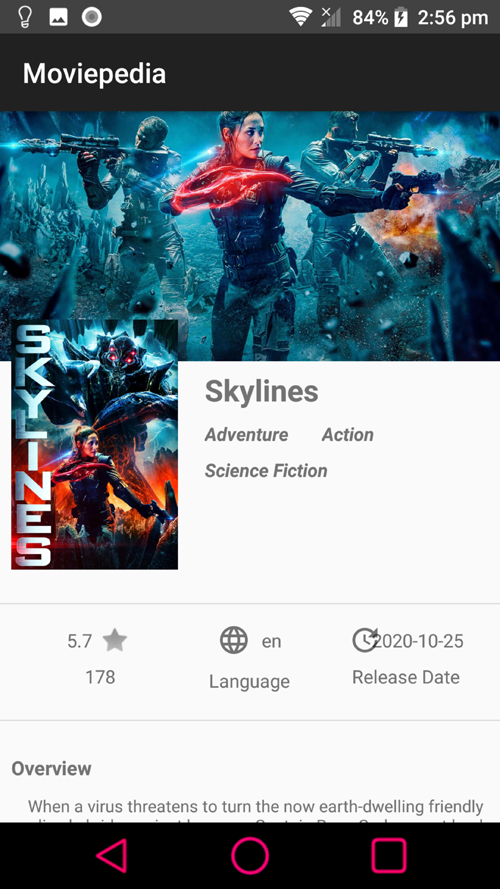 84% 2:56 pm
Moviepedia
SKYLINES
Skylines
Adventure Action
Science Fiction
5.7 en 2020-10-25
178 Language Release Date
Overview
When a virus threatens to turn the now earth-dwelling friendly